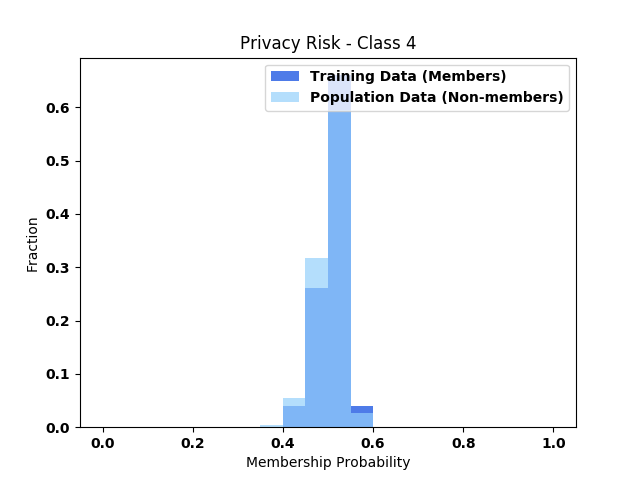 Privacy Risk - Class 4
Training Data (Members)
Population Data (Non-members)
0.6
0.5
0.4
0.3
0.2
0.1
0.0
Fraction
0.0 0.2 0.4 0.6 0.8 1.0
Membership Probability